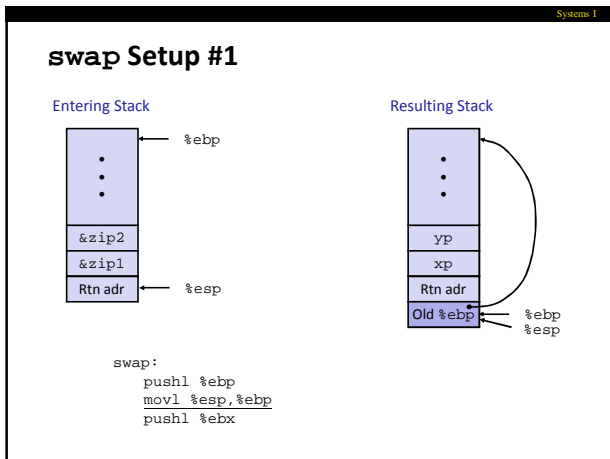 Systems I
swap Setup #1
Entering Stack
%ebp
&zip2
&zip1
Rtn adr
%esp
Resulting Stack
yp
xp
Rtn adr
Old %ebp
%ebp
%esp
swap:
pushl %ebp
movl %esp,%ebp
pushl %ebx